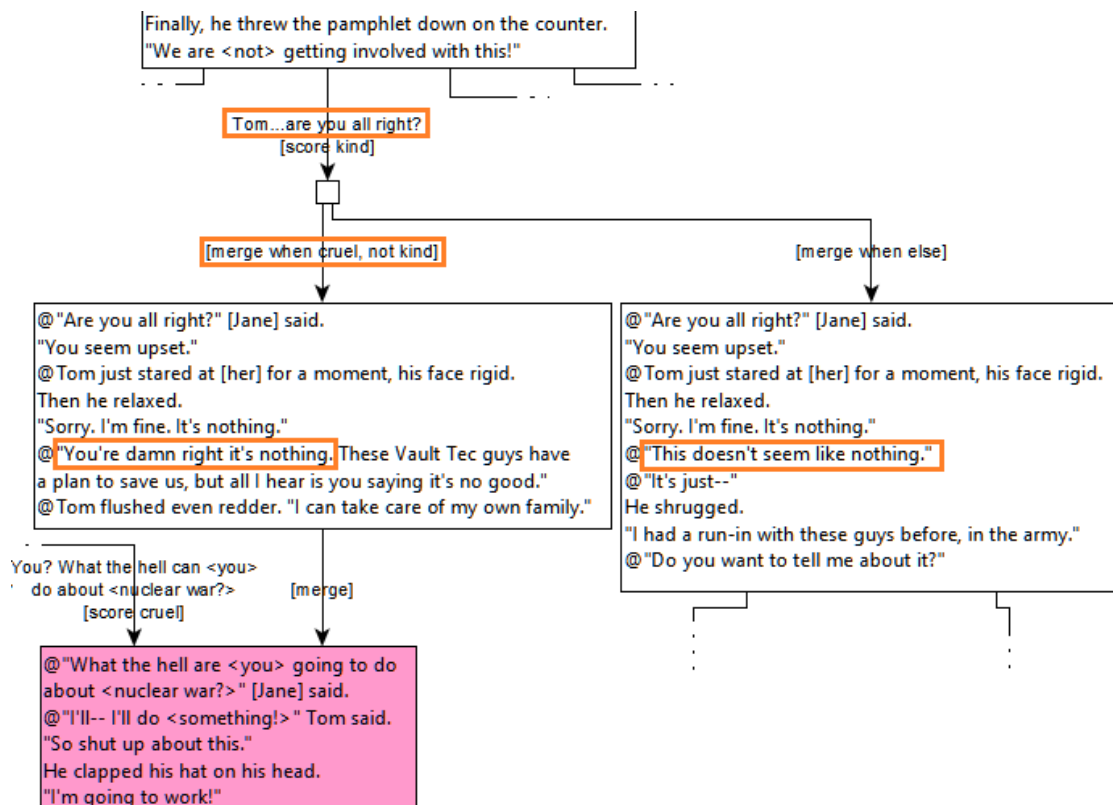 Finally, he threw the pamphlet down on the counter.
"We are <not> getting involved with this!"
Tom...are you all right?
[score kind]
[merge when cruel, not kind]
[merge when else]
@"Are you all right?" [Jane] said.
"You seem upset."
@Tom just stared at [her] for a moment, his face rigid.
Then he relaxed.
"Sorry. I'm fine. It's nothing."
@"You're damn right it's nothing. These Vault Tec guys have
a plan to save us, but all I hear is you saying it's no good."
@Tom flushed even redder. "I can take care of my own family."
@"Are you all right?" [Jane] said.
"You seem upset."
@Tom just stared at [her] for a moment, his face rigid.
Then he relaxed.
"Sorry. I'm fine. It's nothing."
@"This doesn't seem like nothing."
@"It's just--"
He shrugged.
"I had a run-in with these guys before, in the army."
@"Do you want to tell me about it?"
You? What the hell can <you>
do about <nuclear war?>
[score cruel]
[merge]
@"What the hell are <you> going to do
about <nuclear war?>" [Jane] said.
@"I'll-- I'll do <something!>" Tom said.
"So shut up about this."
He clapped his hat on his head.
"I'm going to work!"